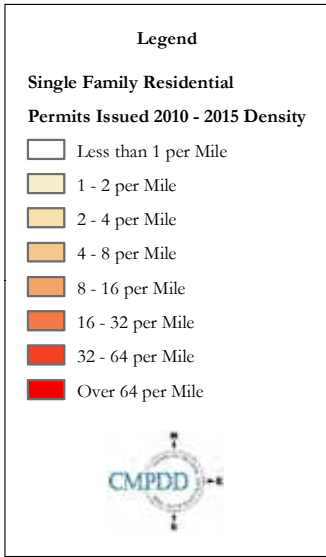 Legend
Single Family Residential
Permits Issued 2010 - 2015 Density
Less than 1 per Mile
1 - 2 per Mile
2 - 4 per Mile
4 - 8 per Mile
8 - 16 per Mile
16 - 32 per Mile
32 - 64 per Mile
Over 64 per Mile
CMPDD